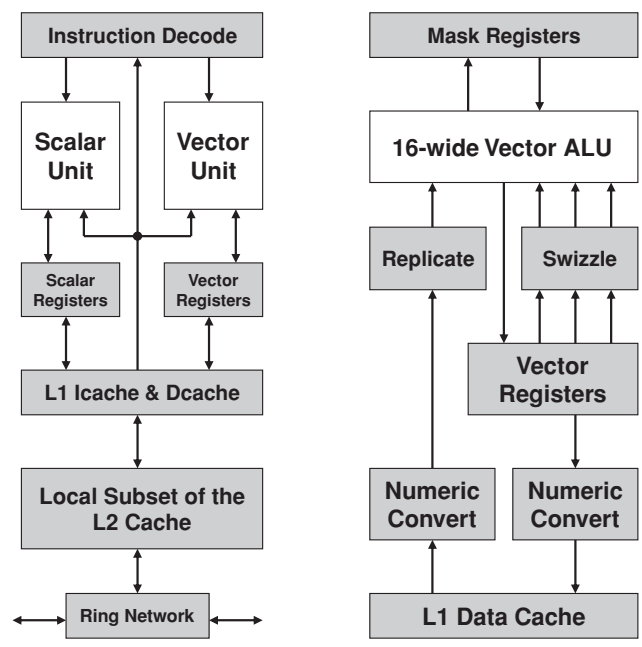 Instruction Decode
Scalar
Unit
Vector
Unit
Scalar
Registers
Vector
Registers
L1 Icache & Dcache
Local Subset of the
L2 Cache
Ring Network
Mask Registers
16-wide Vector ALU
Replicate
Swizzle
Vector
Registers
Numeric
Convert
Numeric
Convert
L1 Data Cache